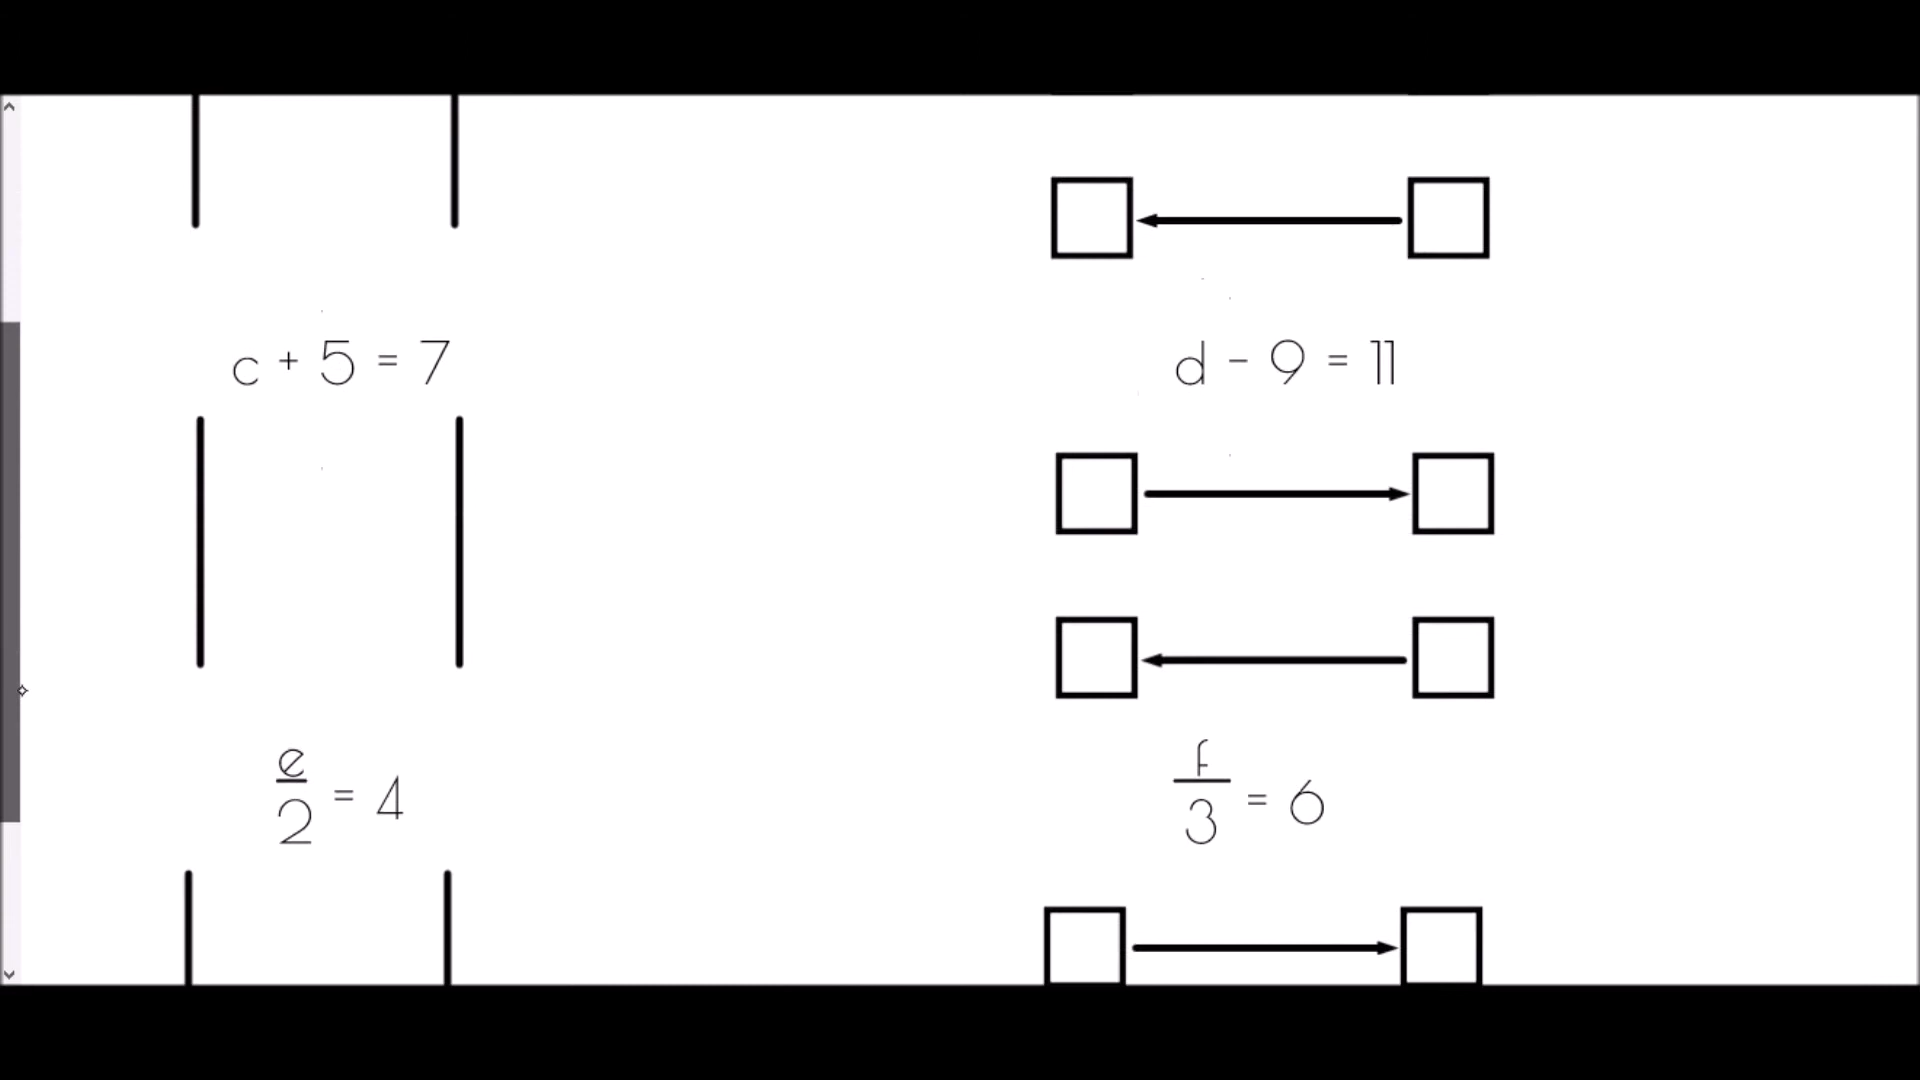 c + 5 = 7
d - 9 = 11
e/2 = 4
f/3 = 6